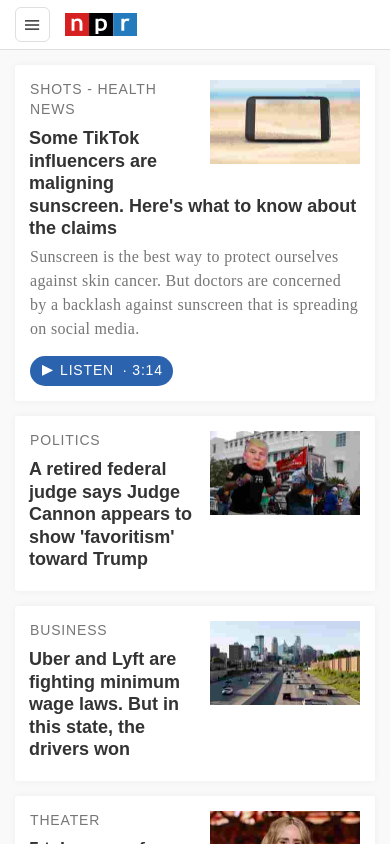 npr
SHOTS - HEALTH
NEWS
Some TikTok
influencers are
maligning
sunscreen. Here's what to know about
the claims
Sunscreen is the best way to protect ourselves
against skin cancer. But doctors are concerned
by a backlash against sunscreen that is spreading
on social media.
LISTEN · 3:14
POLITICS
A retired federal
judge says Judge
Cannon appears to
show 'favoritism'
toward Trump
BUSINESS
Uber and Lyft are
fighting minimum
wage laws. But in
this state, the
drivers won
THEATER